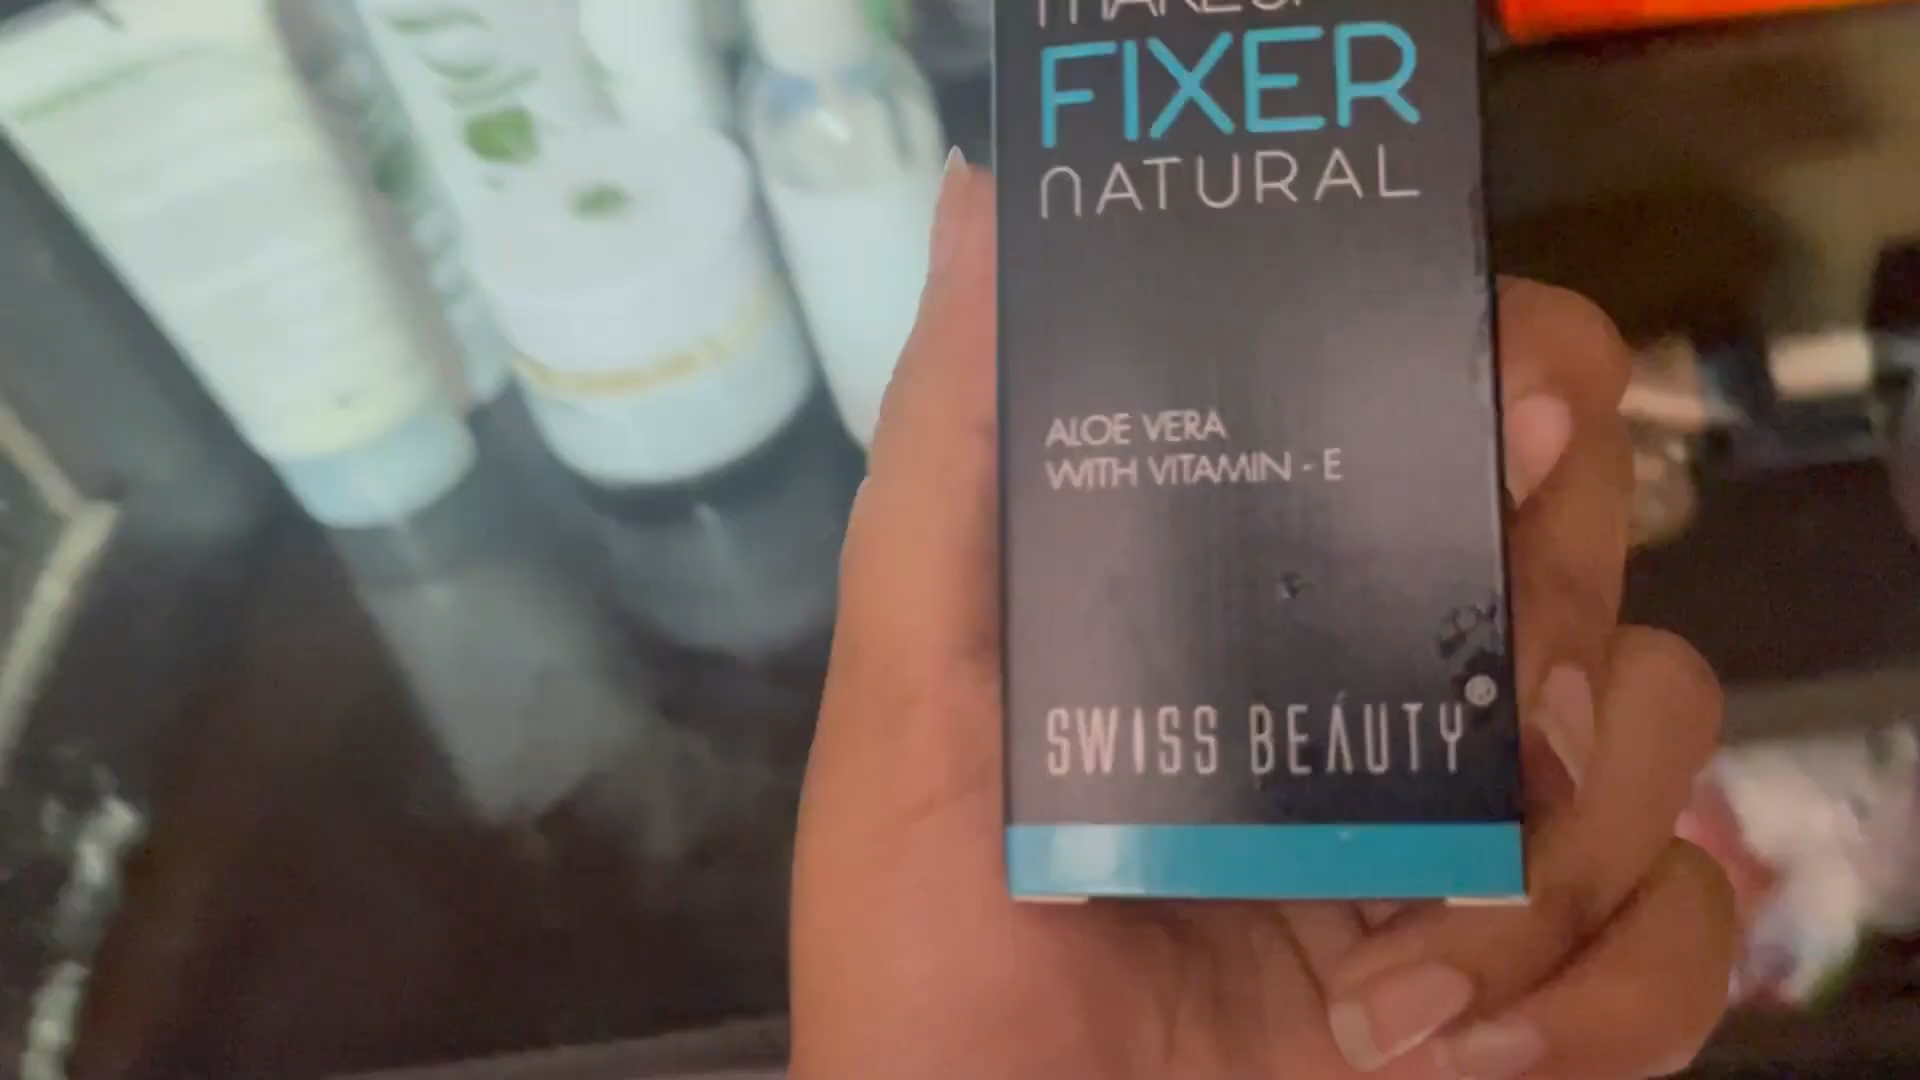 FIXER
NATURAL
ALOE VERA
WITH VITAMIN - E
SWISS BEAUTY®